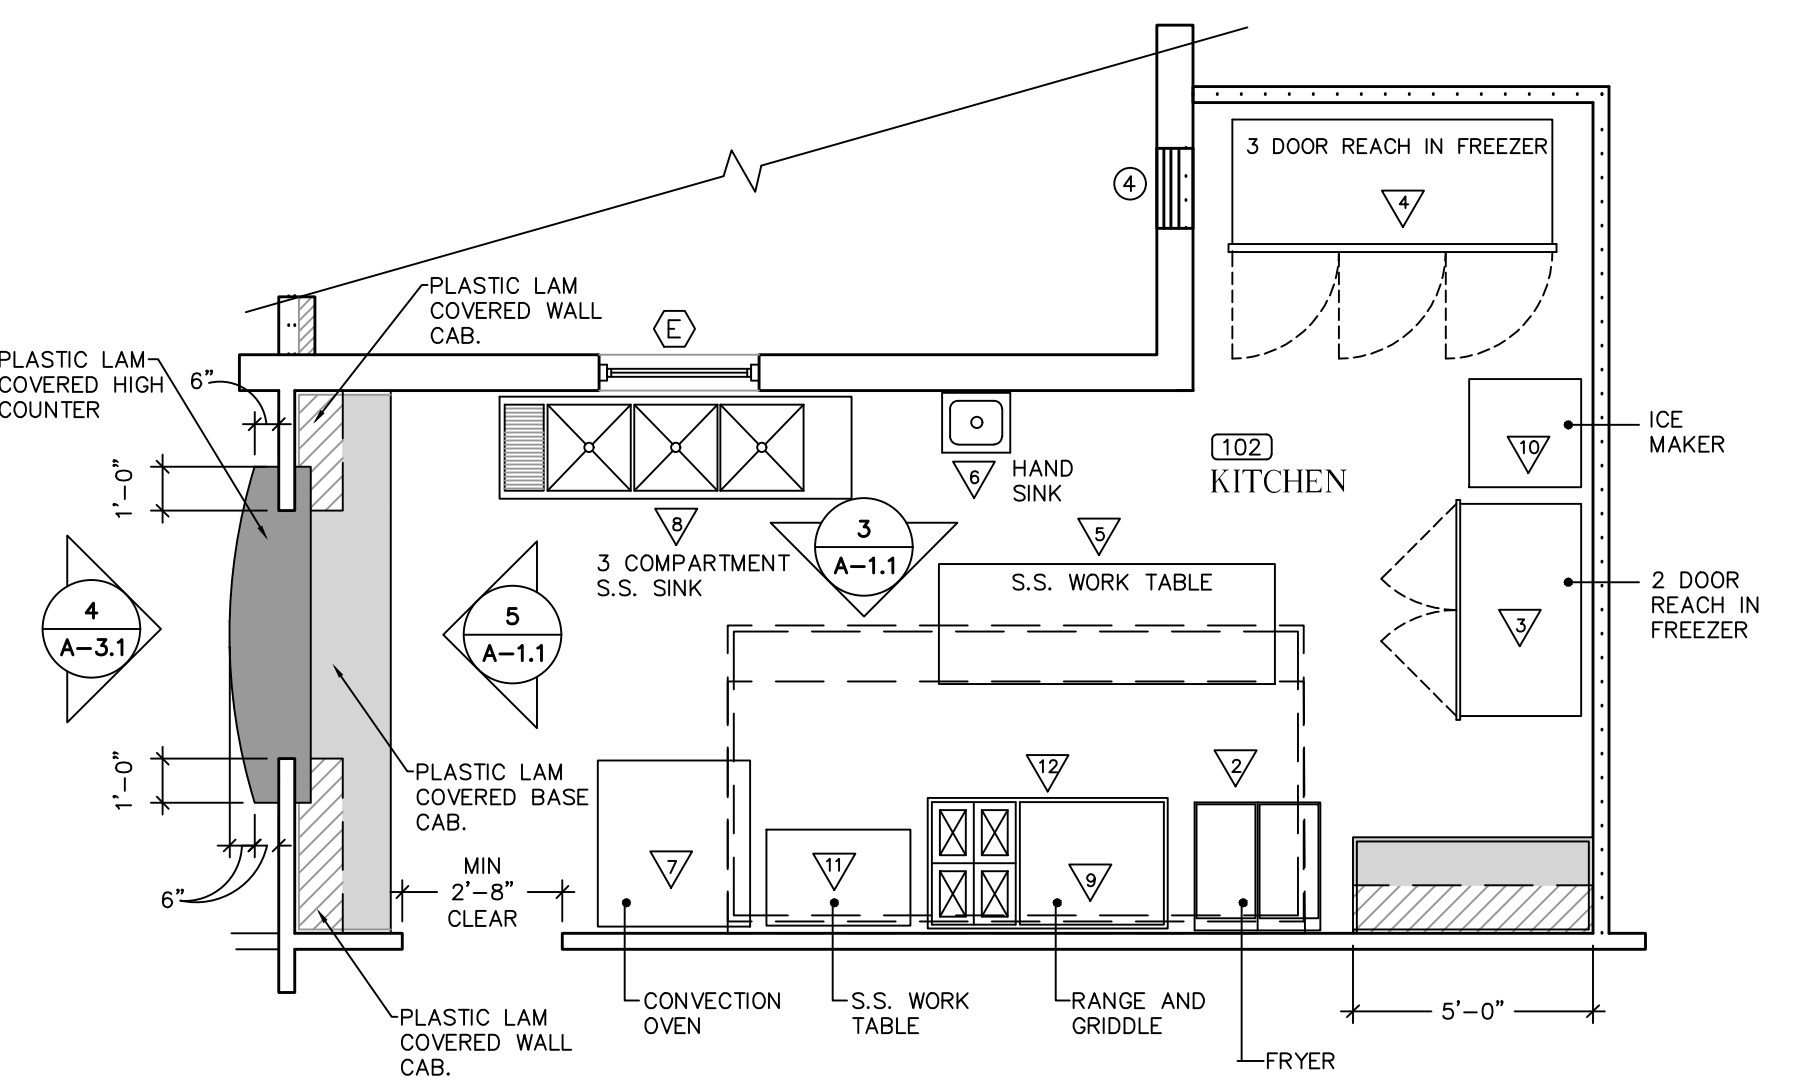 3 DOOR REACH IN FREEZER
4
4
PLASTIC LAM
COVERED WALL
CAB.
E
PLASTIC LAM
COVERED HIGH
COUNTER
6”
1’-0”
102
KITCHEN
ICE
MAKER
10
HAND
SINK
6
8
3 COMPARTMENT
S.S. SINK
3
A-1.1
5
S.S. WORK TABLE
2 DOOR
REACH IN
FREEZER
3
4
A-3.1
5
A-1.1
1’-0”
PLASTIC LAM
COVERED BASE
CAB.
12
2
7
11
9
6”
MIN
2’-8”
CLEAR
CONVECTION
OVEN
S.S. WORK
TABLE
RANGE AND
GRIDDLE
FRYER
5’-0”
PLASTIC LAM
COVERED WALL
CAB.